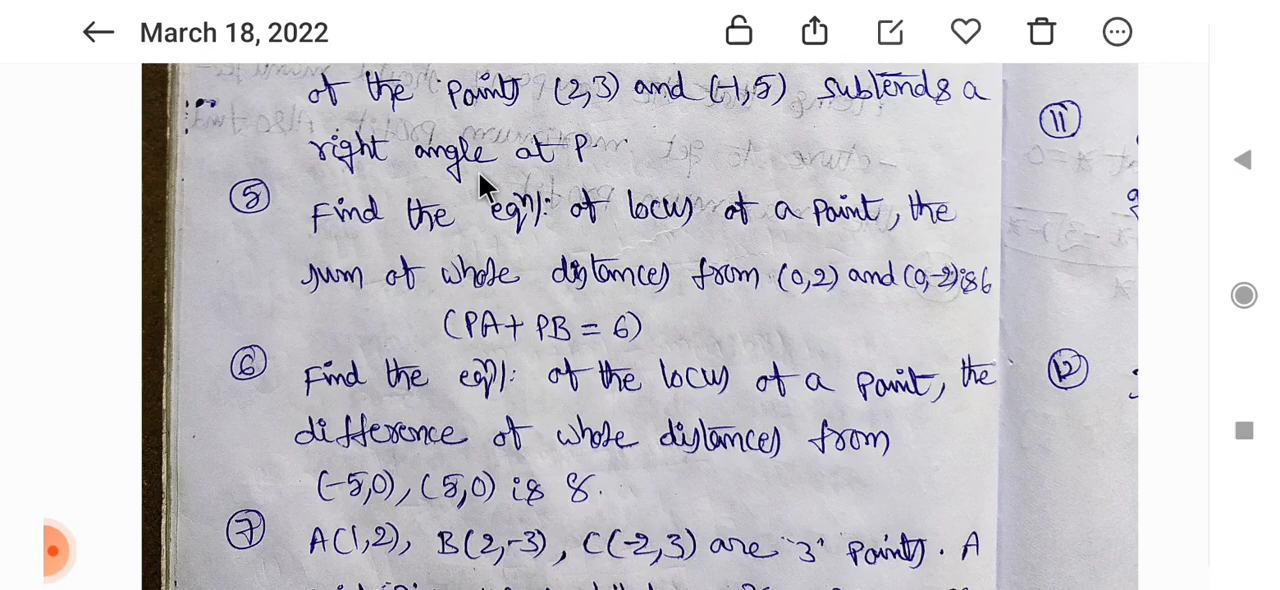 March 18, 2022
of the points (2,3) and (-1,5) subtends a
right angle at P
⑤ Find the eqn: of locus of a point, the
sum of whose distances from (0,2) and (0,-2) is 6
(PA + PB = 6)
⑥ Find the eqn: of the locus of a point, the
difference of whose distances from
(-5,0), (5,0) is 8.
⑦ A(1,2), B(2,-3), C(-2,3) are "3" points. A
⑪
⑫